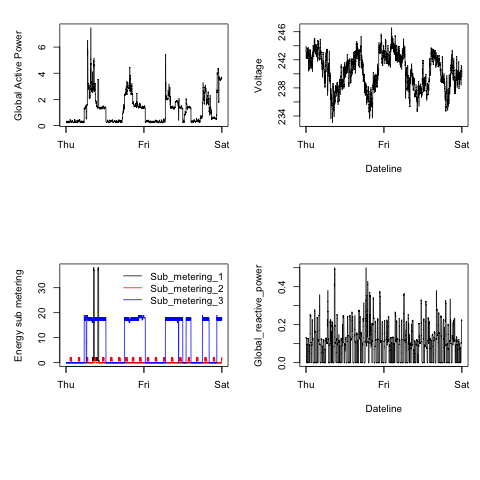 Global Active Power
6
4
2
0
Thu Fri Sat
Voltage
246
242
238
234
Thu Fri Sat
Dateline
Energy sub metering
30
20
10
0
Sub_metering_1
Sub_metering_2
Sub_metering_3
Thu Fri Sat
Global_reactive_power
0.4
0.2
0.0
Thu Fri Sat
Dateline